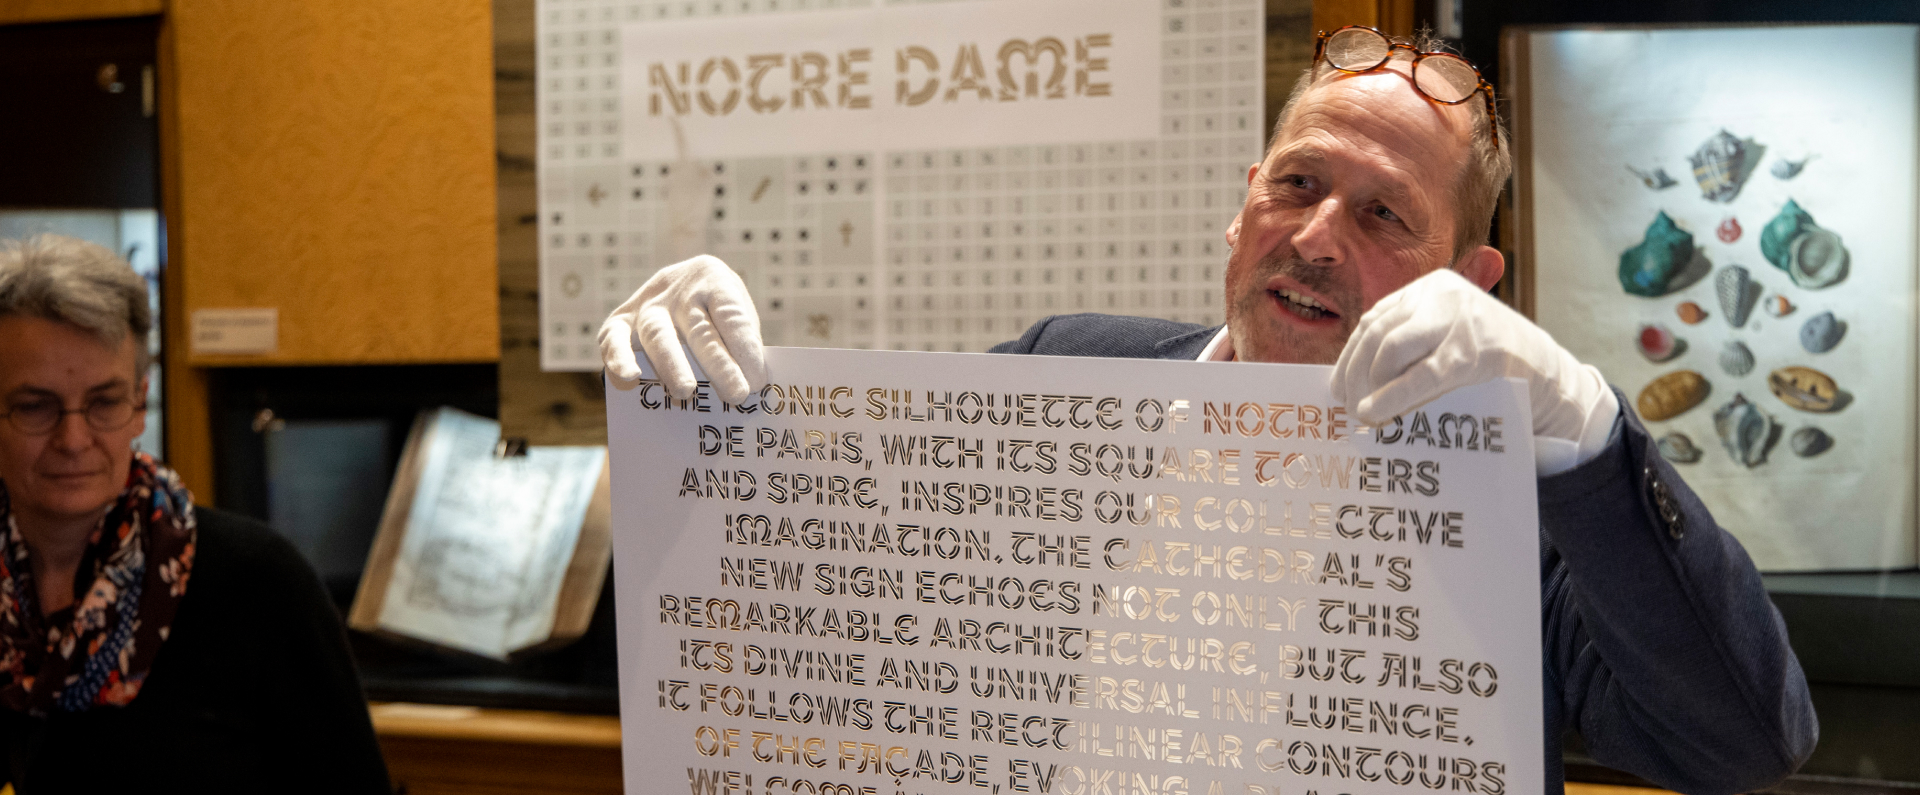 NOTRE DAME
THE ICONIC SILHOUETTE OF NOTRE-DAME
DE PARIS, WITH ITS SQUARE TOWERS
AND SPIRE, INSPIRES OUR COLLECTIVE
IMAGINATION. THE CATHEDRAL'S
NEW SIGN ECHOES NOT ONLY THIS
REMARKABLE ARCHITECTURE, BUT ALSO
ITS DIVINE AND UNIVERSAL INFLUENCE.
IT FOLLOWS THE RECTILINEAR CONTOURS
OF THE FAÇADE, EVOKING A
WELCOME